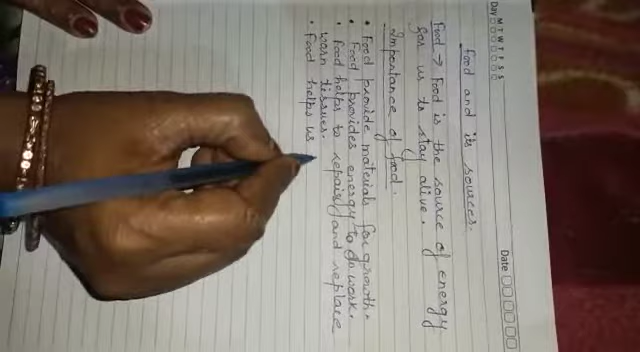 Day M T W T F S S
Date
Food and its sources.
Food → Food is the source of energy
for us to stay alive.
Importance of food.
• Food provide materials for growth.
• Food provides energy to do work.
• Food helps to repair and replace
worn tissues.
• Food helps us